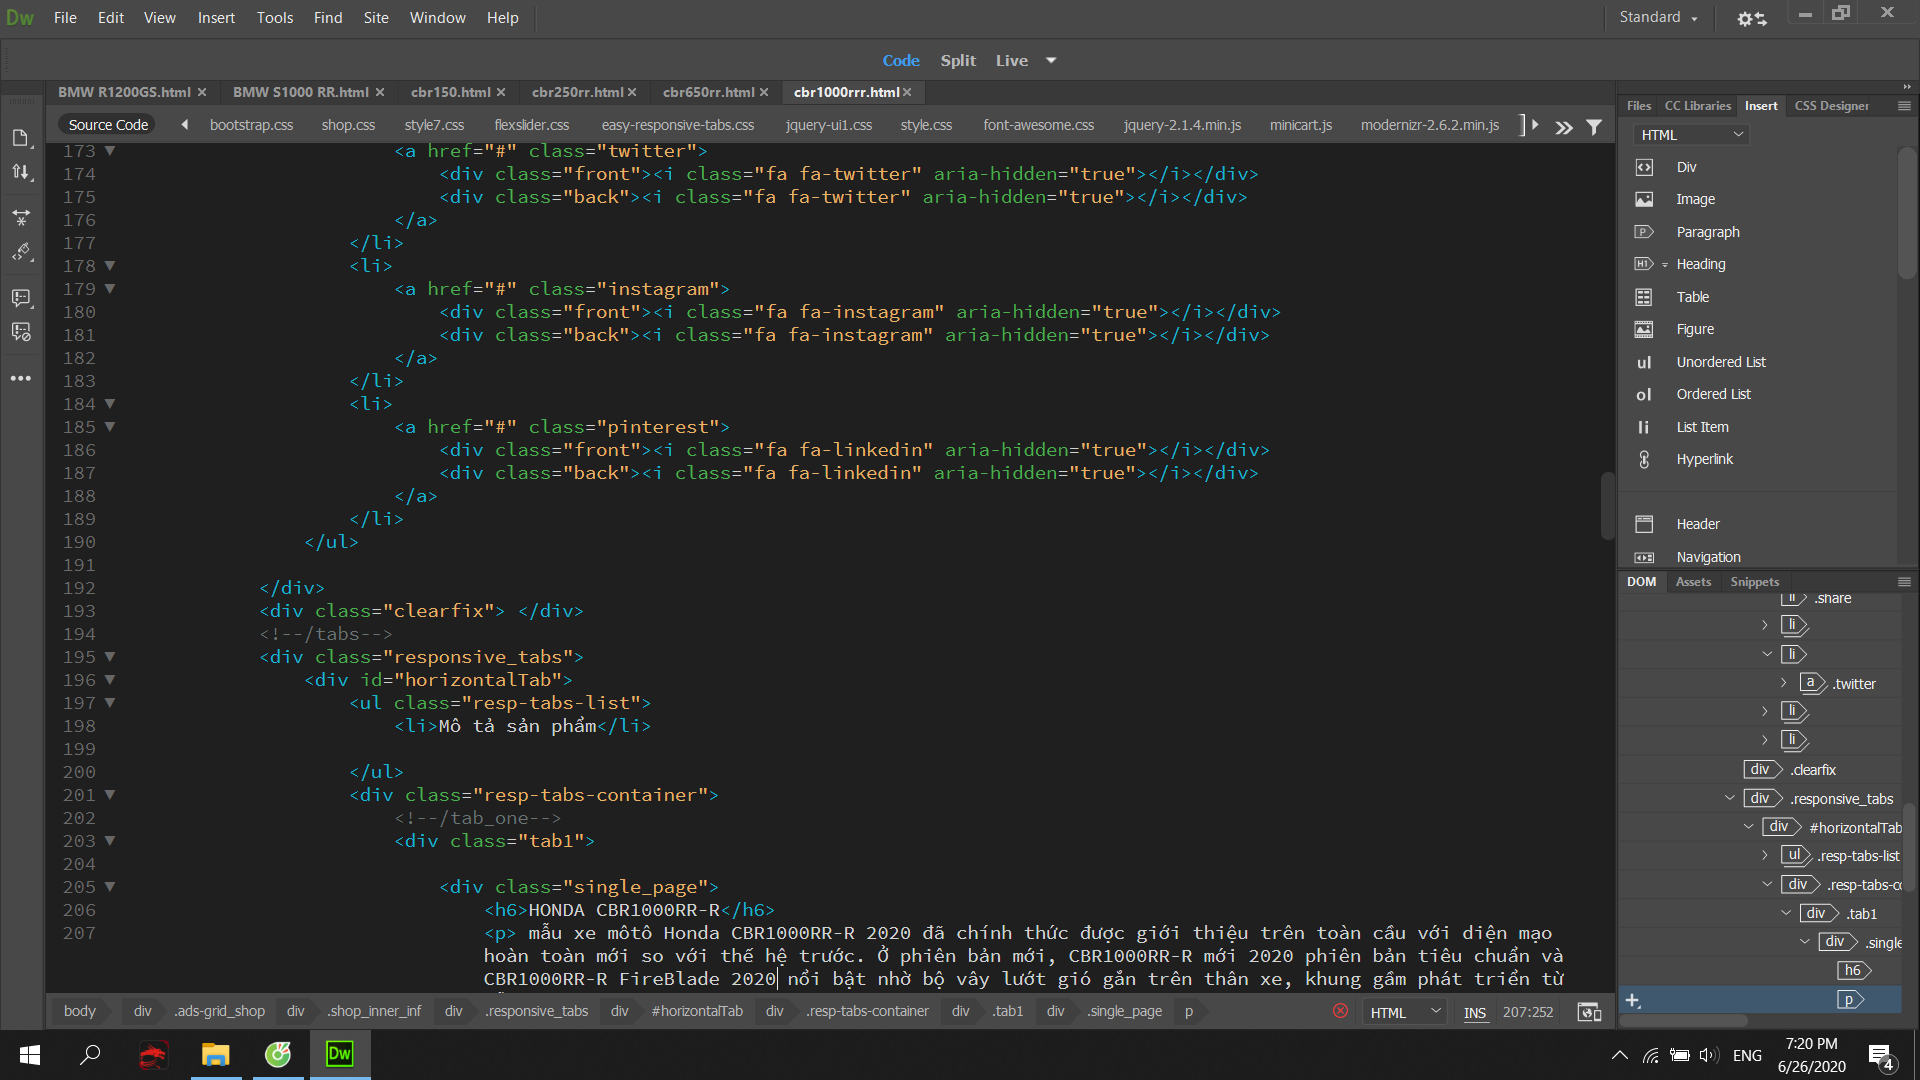 Dw File Edit View Insert Tools Find Site Window Help Standard
Code Split Live
BMW R1200GS.html BMW S1000 RR.html cbr150.html cbr250rr.html cbr650rr.html cbr1000rrr.html
Source Code bootstrap.css shop.css style7.css flexslider.css easy-responsive-tabs.css jquery-ui1.css style.css font-awesome.css jquery-2.1.4.min.js minicart.js modernizr-2.6.2.min.js
173 <a href="#" class="twitter">
174 <div class="front"><i class="fa fa-twitter" aria-hidden="true"></i></div>
175 <div class="back"><i class="fa fa-twitter" aria-hidden="true"></i></div>
176 </a>
177 </li>
178 <li>
179 <a href="#" class="instagram">
180 <div class="front"><i class="fa fa-instagram" aria-hidden="true"></i></div>
181 <div class="back"><i class="fa fa-instagram" aria-hidden="true"></i></div>
182 </a>
183 </li>
184 <li>
185 <a href="#" class="pinterest">
186 <div class="front"><i class="fa fa-linkedin" aria-hidden="true"></i></div>
187 <div class="back"><i class="fa fa-linkedin" aria-hidden="true"></i></div>
188 </a>
189 </li>
190 </ul>
191
192 </div>
193 <div class="clearfix"> </div>
194 <!--/tabs-->
195 <div class="responsive_tabs">
196 <div id="horizontalTab">
197 <ul class="resp-tabs-list">
198 <li>Mô tả sản phẩm</li>
199
200 </ul>
201 <div class="resp-tabs-container">
202 <!--/tab_one-->
203 <div class="tab1">
204
205 <div class="single_page">
206 <h6>HONDA CBR1000RR-R</h6>
207 <p> mẫu xe môtô Honda CBR1000RR-R 2020 đã chính thức được giới thiệu trên toàn cầu với diện mạo
hoàn toàn mới so với thế hệ trước. Ở phiên bản mới, CBR1000RR-R mới 2020 phiên bản tiêu chuẩn và
CBR1000RR-R FireBlade 2020 nổi bật nhờ bộ vây lướt gió gắn trên thân xe, khung gầm phát triển từ
body div .ads-grid_shop div .shop_inner_inf div .responsive_tabs div #horizontalTab div .resp-tabs-container div .tab1 div .single_page p HTML INS 207:252
Files CC Libraries Insert CSS Designer
HTML
Div
Image
Paragraph
H1 Heading
Table
Figure
ul Unordered List
ol Ordered List
li List Item
Hyperlink
Header
Navigation
DOM Assets Snippets
li .share
li
li
a .twitter
li
li
div .clearfix
div .responsive_tabs
div #horizontalTab
ul .resp-tabs-list
div .resp-tabs-co
div .tab1
div .single
h6
p
Dw ENG 7:20 PM
6/26/2020 4